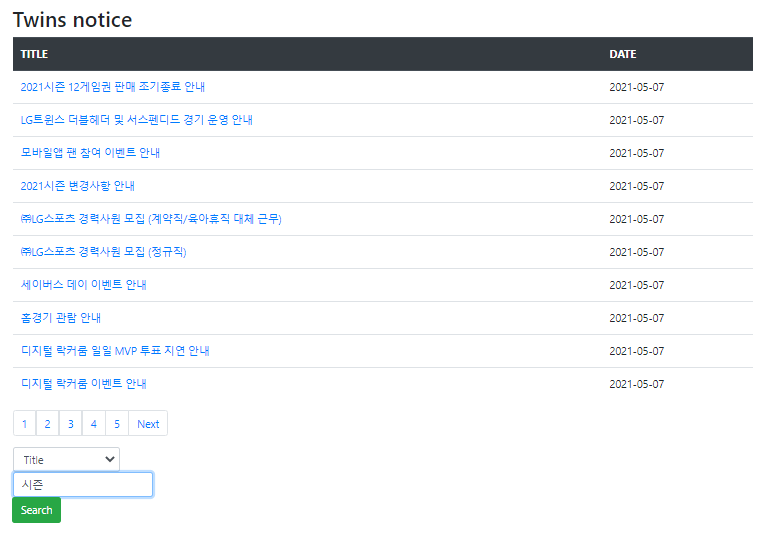 Twins notice
TITLE DATE
2021시즌 12게임권 판매 조기종료 안내 2021-05-07
LG트윈스 더블헤더 및 서스펜디드 경기 운영 안내 2021-05-07
모바일앱 팬 참여 이벤트 안내 2021-05-07
2021시즌 변경사항 안내 2021-05-07
㈜LG스포츠 경력사원 모집 (계약직/육아휴직 대체 근무) 2021-05-07
㈜LG스포츠 경력사원 모집 (정규직) 2021-05-07
세이버스 데이 이벤트 안내 2021-05-07
홈경기 관람 안내 2021-05-07
디지털 락커룸 일일 MVP 투표 지연 안내 2021-05-07
디지털 락커룸 이벤트 안내 2021-05-07
1 2 3 4 5 Next
Title
시즌
Search